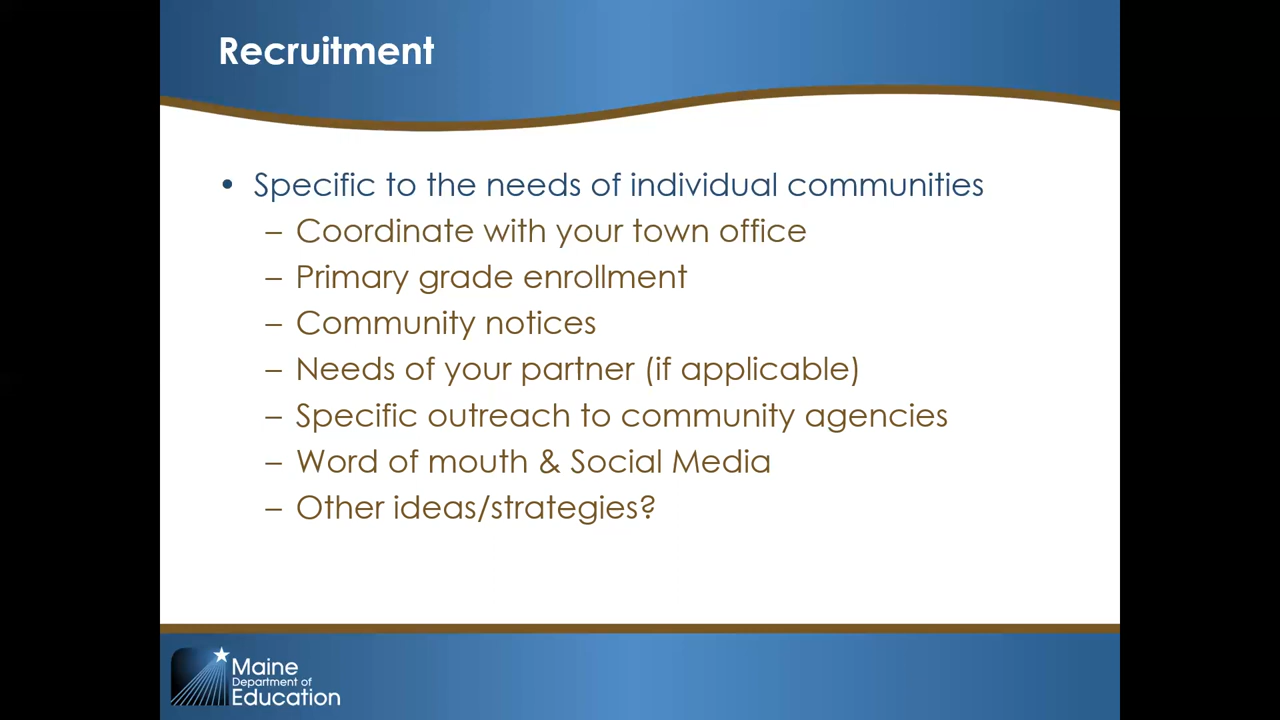 Recruitment
• Specific to the needs of individual communities
– Coordinate with your town office
– Primary grade enrollment
– Community notices
– Needs of your partner (if applicable)
– Specific outreach to community agencies
– Word of mouth & Social Media
– Other ideas/strategies?
Maine
Department of
Education